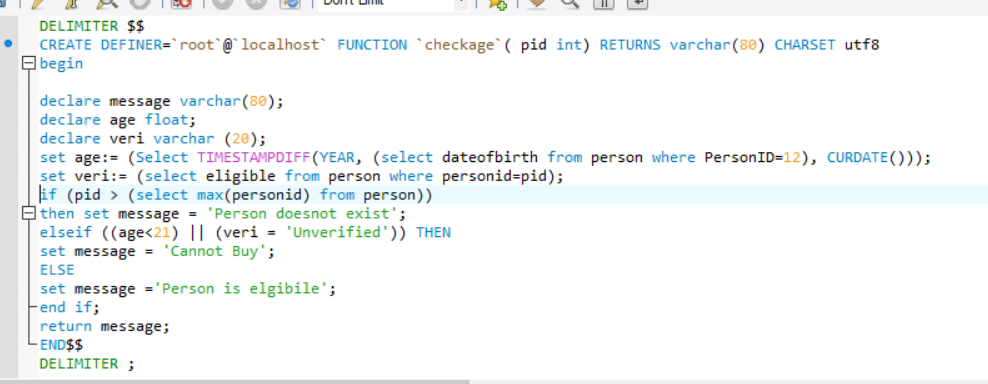 Don't Limit
DELIMITER $$
CREATE DEFINER=`root`@`localhost` FUNCTION `checkage`( pid int) RETURNS varchar(80) CHARSET utf8
begin
declare message varchar(80);
declare age float;
declare veri varchar (20);
set age:= (Select TIMESTAMPDIFF(YEAR, (select dateofbirth from person where PersonID=12), CURDATE()));
set veri:= (select eligible from person where personid=pid);
if (pid > (select max(personid) from person))
then set message = 'Person doesnot exist';
elseif ((age<21) || (veri = 'Unverified')) THEN
set message = 'Cannot Buy';
ELSE
set message ='Person is elgibile';
end if;
return message;
END$$
DELIMITER ;